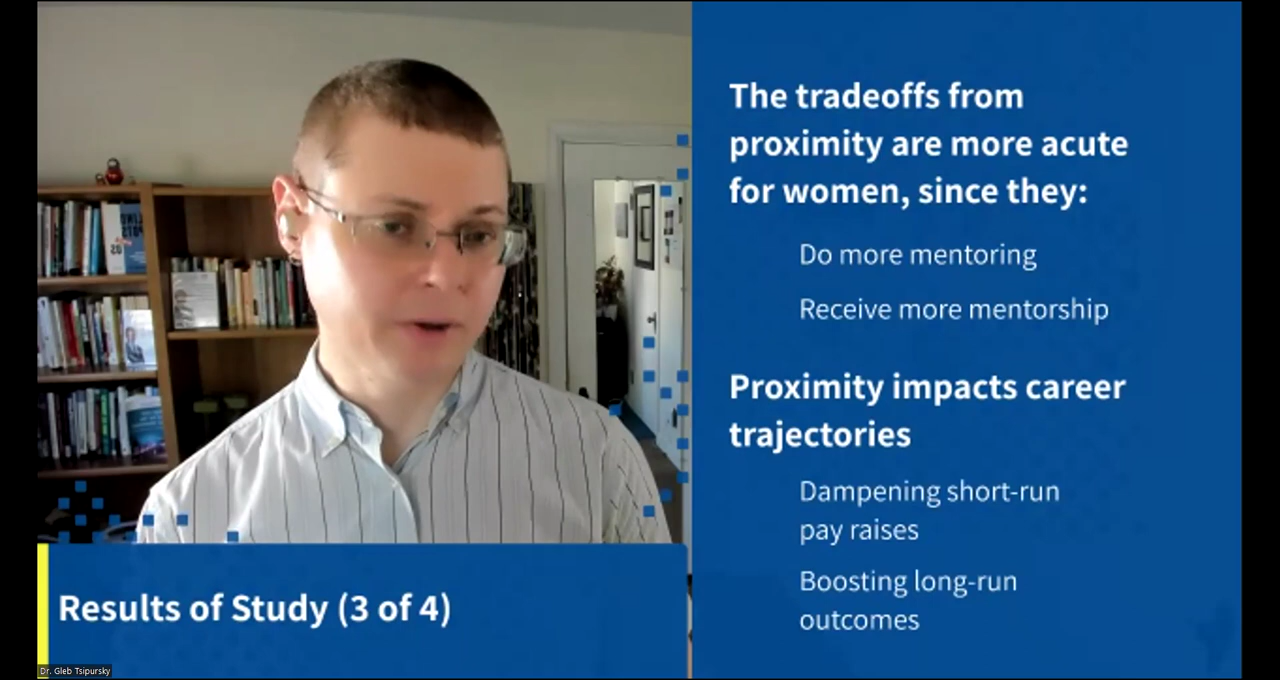 The tradeoffs from
proximity are more acute
for women, since they:
Do more mentoring
Receive more mentorship
Proximity impacts career
trajectories
Dampening short-run
pay raises
Boosting long-run
outcomes
Results of Study (3 of 4)
Dr. Gleb Tsipursky